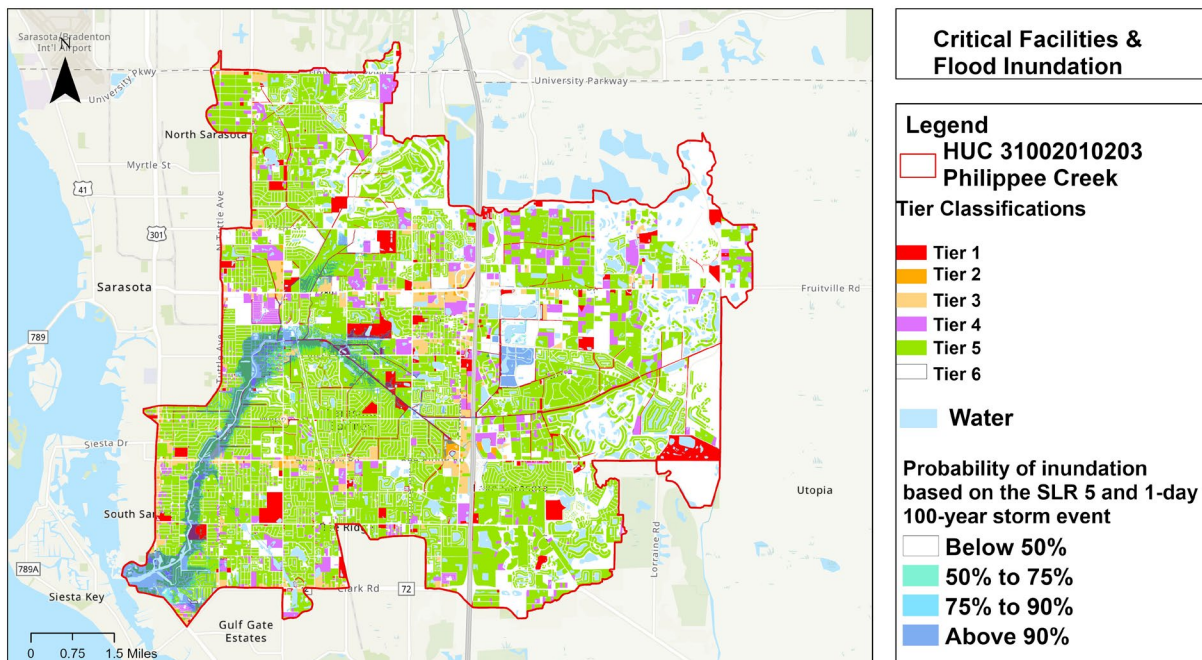 Critical Facilities &
Flood Inundation
Legend
HUC 31002010203
Philippee Creek
Tier Classifications
Tier 1
Tier 2
Tier 3
Tier 4
Tier 5
Tier 6
Water
Probability of inundation
based on the SLR 5 and 1-day
100-year storm event
Below 50%
50% to 75%
75% to 90%
Above 90%
Sarasota/Bradenton
Int'l Airport
N
University Pkwy
University Parkway
North Sarasota
Myrtle St
41
N Tuttle Ave
301
Sarasota
Fruitville Rd
789
Tuttle Ave
Siesta Dr
Utopia
South Sar
Lorraine Rd
789A
Siesta Key
Clark Rd
72
Gulf Gate
Estates
0 0.75 1.5 Miles